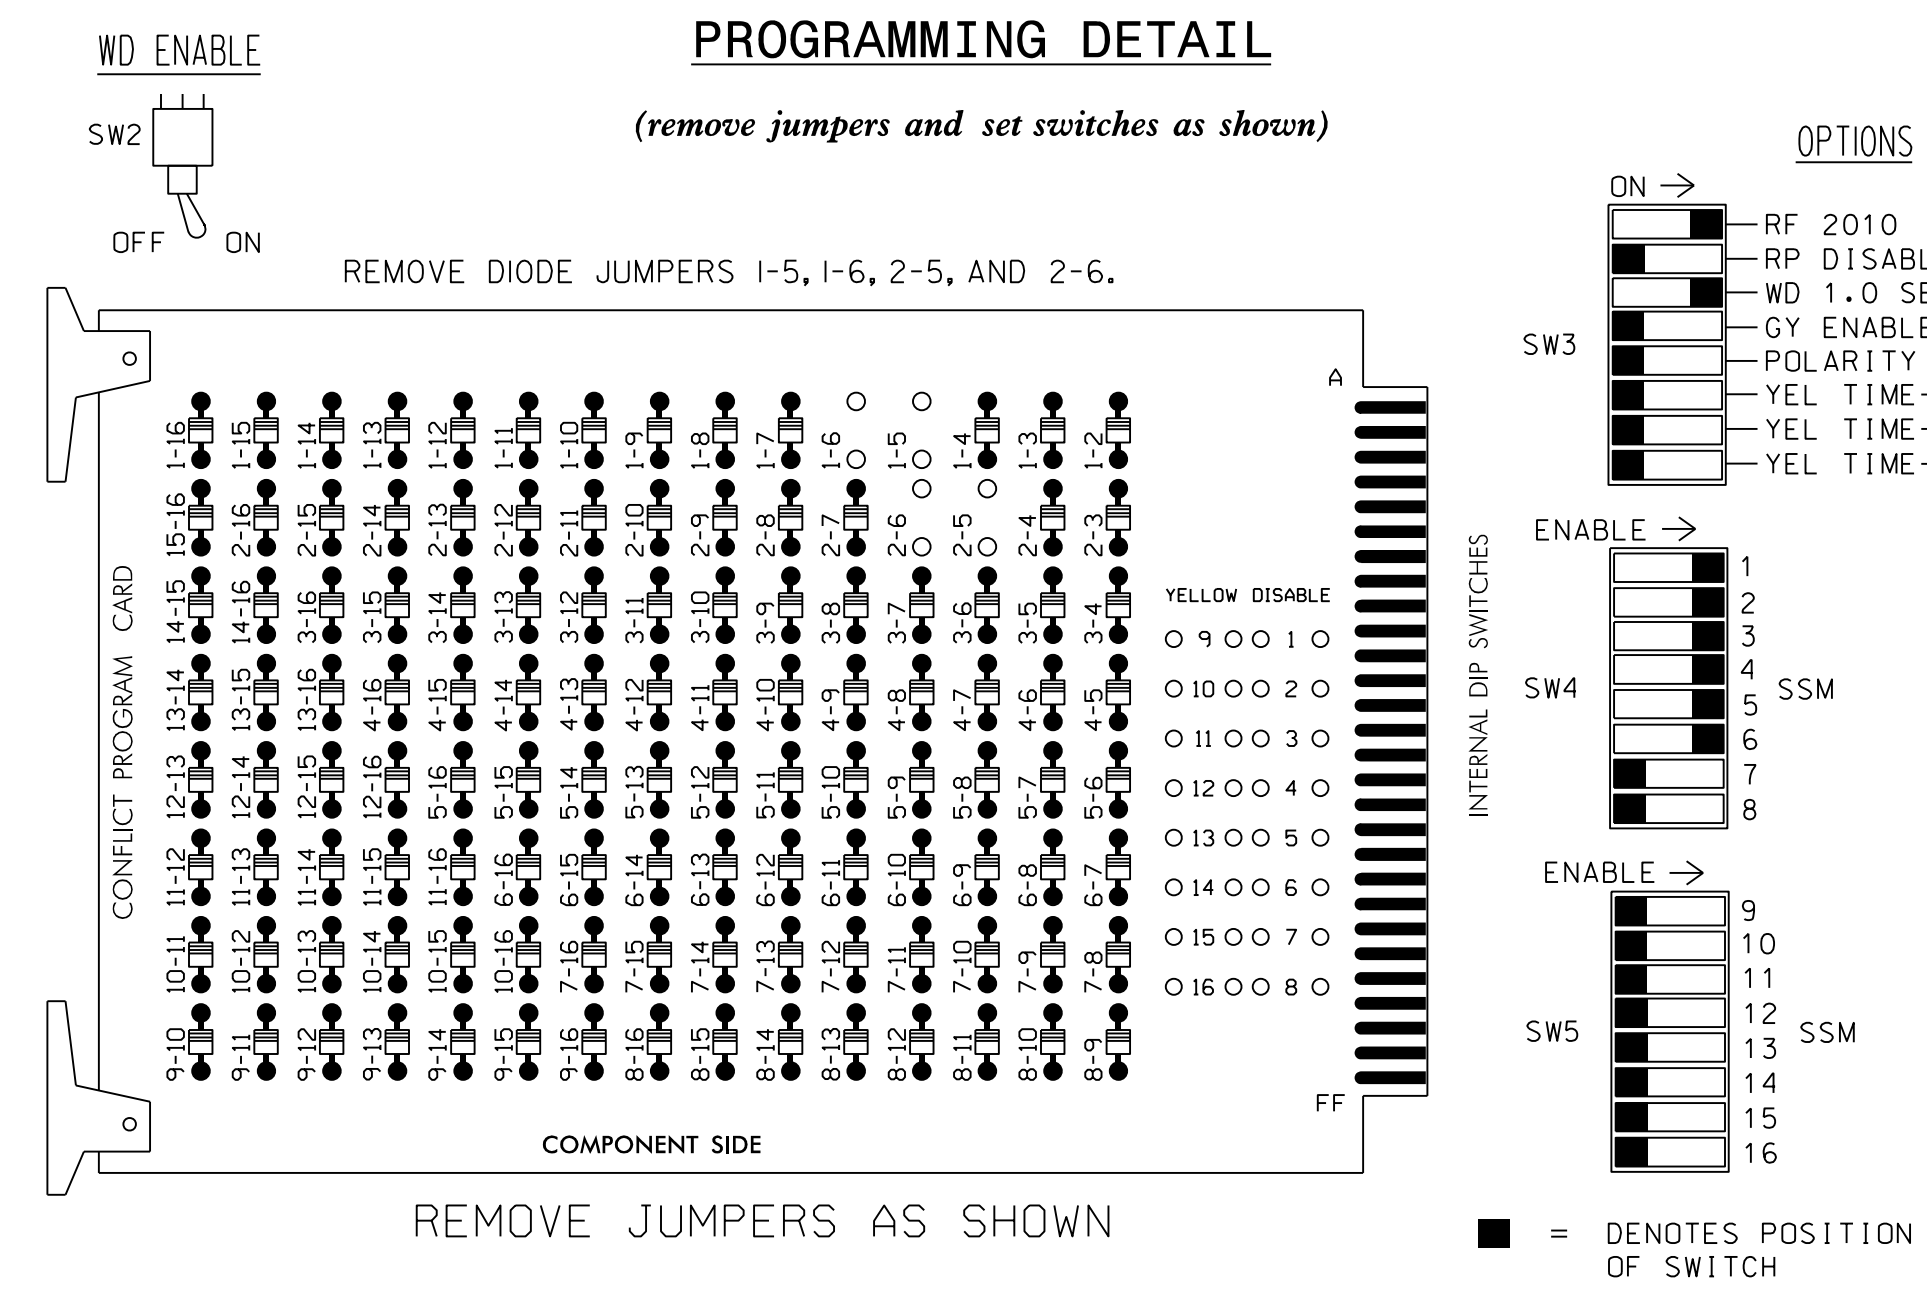 PROGRAMMING DETAIL
(remove jumpers and set switches as shown)
WD ENABLE
SW2
OFF ON
REMOVE DIODE JUMPERS 1-5, 1-6, 2-5, AND 2-6.
CONFLICT PROGRAM CARD
1-16 1-15 1-14 1-13 1-12 1-11 1-10 1-9 1-8 1-7 1-6 1-5 1-4 1-3 1-2
15-16 2-16 2-15 2-14 2-13 2-12 2-11 2-10 2-9 2-8 2-7 2-6 2-5 2-4 2-3
14-15 14-16 3-16 3-15 3-14 3-13 3-12 3-11 3-10 3-9 3-8 3-7 3-6 3-5 3-4
13-14 13-15 13-16 4-16 4-15 4-14 4-13 4-12 4-11 4-10 4-9 4-8 4-7 4-6 4-5
12-13 12-14 12-15 12-16 5-16 5-15 5-14 5-13 5-12 5-11 5-10 5-9 5-8 5-7 5-6
11-12 11-13 11-14 11-15 11-16 6-16 6-15 6-14 6-13 6-12 6-11 6-10 6-9 6-8 6-7
10-11 10-12 10-13 10-14 10-15 10-16 7-16 7-15 7-14 7-13 7-12 7-11 7-10 7-9 7-8
9-10 9-11 9-12 9-13 9-14 9-15 9-16 8-16 8-15 8-14 8-13 8-12 8-11 8-10 8-9
A
YELLOW DISABLE
9 1
10 2
11 3
12 4
13 5
14 6
15 7
16 8
FF
COMPONENT SIDE
REMOVE JUMPERS AS SHOWN
INTERNAL DIP SWITCHES
OPTIONS
ON →
SW3
RF 2010
RP DISABL
WD 1.0 SE
GY ENABLE
POLARITY
YEL TIME-
YEL TIME-
YEL TIME-
ENABLE →
SW4
1
2
3
4
5
6
7
8
SSM
ENABLE →
SW5
9
10
11
12
13
14
15
16
SSM
= DENOTES POSITION
OF SWITCH